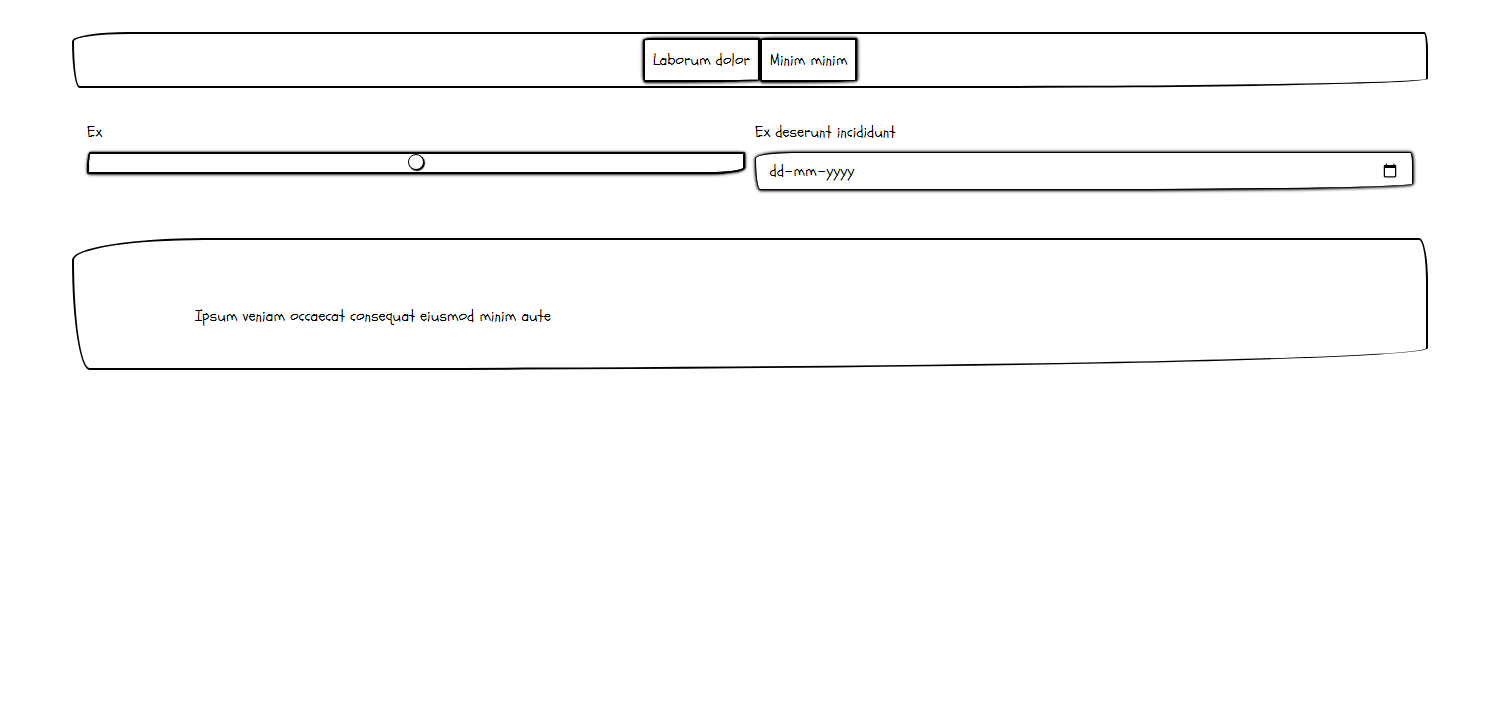 Laborum dolor Minim minim
Ex
Ex deserunt incididunt
dd-mm-yyyy
Ipsum veniam occaecat consequat eiusmod minim aute